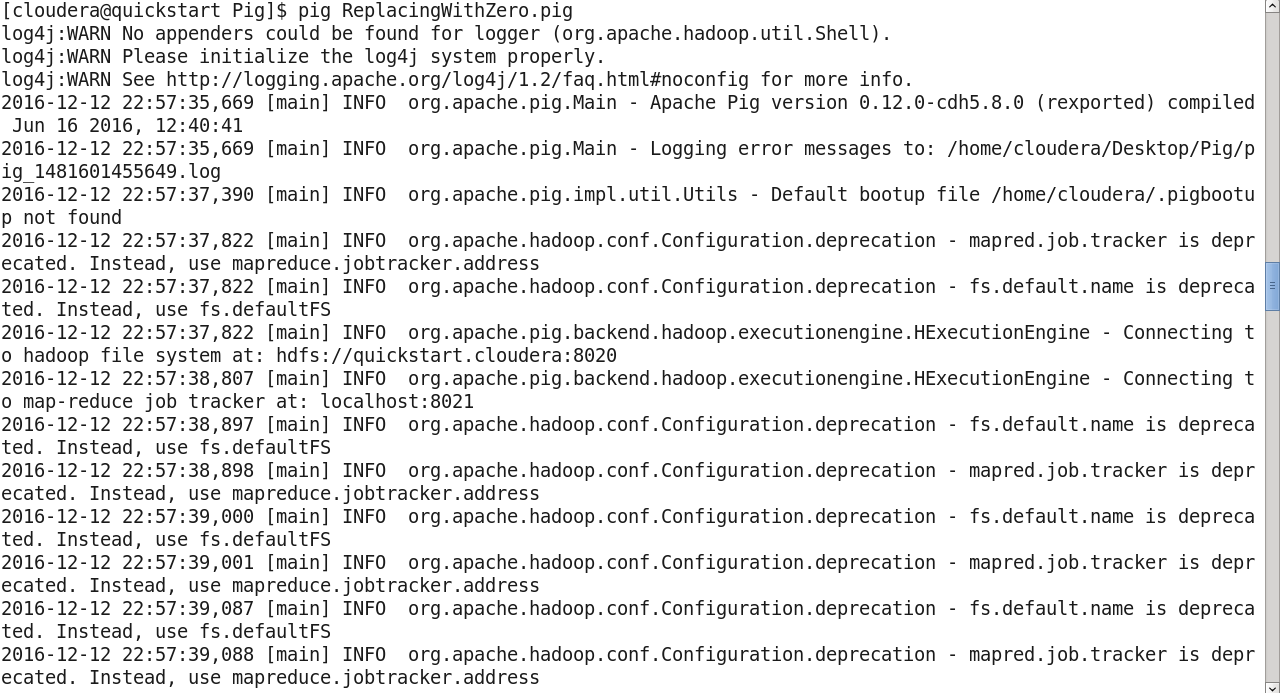 [cloudera@quickstart Pig]$ pig ReplacingWithZero.pig
log4j:WARN No appenders could be found for logger (org.apache.hadoop.util.Shell).
log4j:WARN Please initialize the log4j system properly.
log4j:WARN See http://logging.apache.org/log4j/1.2/faq.html#noconfig for more info.
2016-12-12 22:57:35,669 [main] INFO  org.apache.pig.Main - Apache Pig version 0.12.0-cdh5.8.0 (rexported) compiled
 Jun 16 2016, 12:40:41
2016-12-12 22:57:35,669 [main] INFO  org.apache.pig.Main - Logging error messages to: /home/cloudera/Desktop/Pig/p
ig_1481601455649.log
2016-12-12 22:57:37,390 [main] INFO  org.apache.pig.impl.util.Utils - Default bootup file /home/cloudera/.pigbootu
p not found
2016-12-12 22:57:37,822 [main] INFO  org.apache.hadoop.conf.Configuration.deprecation - mapred.job.tracker is depr
ecated. Instead, use mapreduce.jobtracker.address
2016-12-12 22:57:37,822 [main] INFO  org.apache.hadoop.conf.Configuration.deprecation - fs.default.name is depreca
ted. Instead, use fs.defaultFS
2016-12-12 22:57:37,822 [main] INFO  org.apache.pig.backend.hadoop.executionengine.HExecutionEngine - Connecting t
o hadoop file system at: hdfs://quickstart.cloudera:8020
2016-12-12 22:57:38,807 [main] INFO  org.apache.pig.backend.hadoop.executionengine.HExecutionEngine - Connecting t
o map-reduce job tracker at: localhost:8021
2016-12-12 22:57:38,897 [main] INFO  org.apache.hadoop.conf.Configuration.deprecation - fs.default.name is depreca
ted. Instead, use fs.defaultFS
2016-12-12 22:57:38,898 [main] INFO  org.apache.hadoop.conf.Configuration.deprecation - mapred.job.tracker is depr
ecated. Instead, use mapreduce.jobtracker.address
2016-12-12 22:57:39,000 [main] INFO  org.apache.hadoop.conf.Configuration.deprecation - fs.default.name is depreca
ted. Instead, use fs.defaultFS
2016-12-12 22:57:39,001 [main] INFO  org.apache.hadoop.conf.Configuration.deprecation - mapred.job.tracker is depr
ecated. Instead, use mapreduce.jobtracker.address
2016-12-12 22:57:39,087 [main] INFO  org.apache.hadoop.conf.Configuration.deprecation - fs.default.name is depreca
ted. Instead, use fs.defaultFS
2016-12-12 22:57:39,088 [main] INFO  org.apache.hadoop.conf.Configuration.deprecation - mapred.job.tracker is depr
ecated. Instead, use mapreduce.jobtracker.address